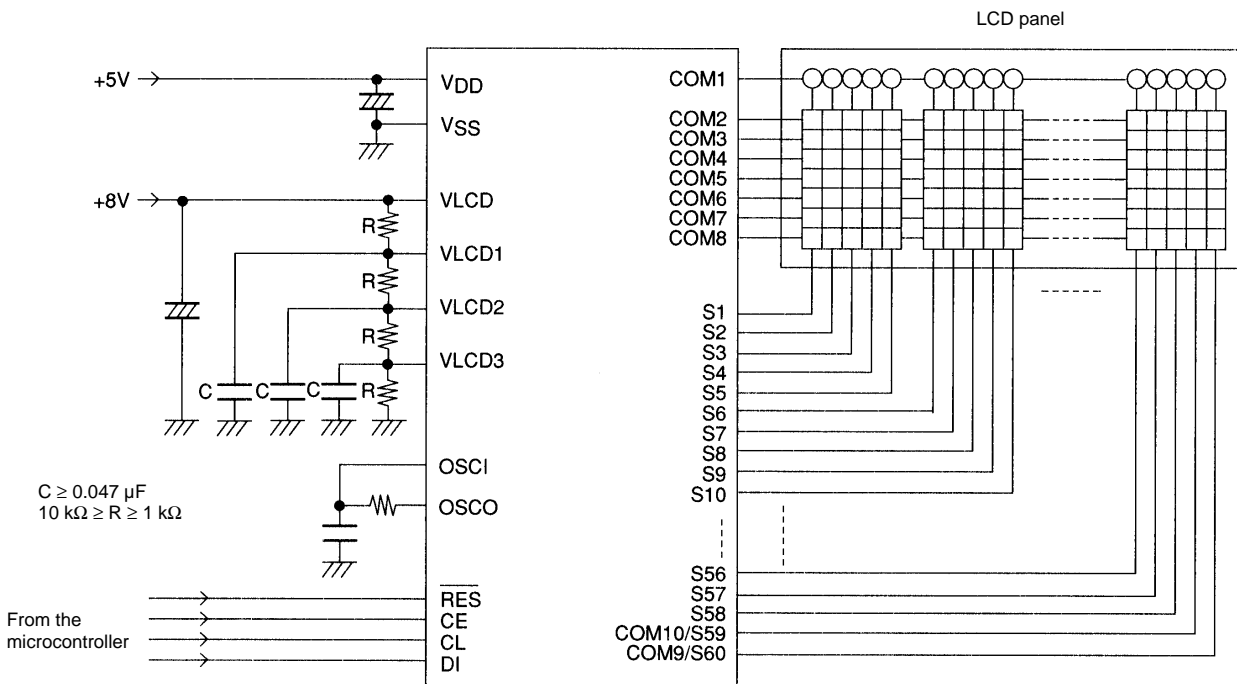 LCD panel
+5V
VDD
VSS
+8V
VLCD
R
VLCD1
R
VLCD2
R
VLCD3
C
C
C
R
OSCI
C ≥ 0.047 µF
10 kΩ ≥ R ≥ 1 kΩ
OSCO
From the
microcontroller
RES
CE
CL
DI
COM1
COM2
COM3
COM4
COM5
COM6
COM7
COM8
S1
S2
S3
S4
S5
S6
S7
S8
S9
S10
S56
S57
S58
COM10/S59
COM9/S60